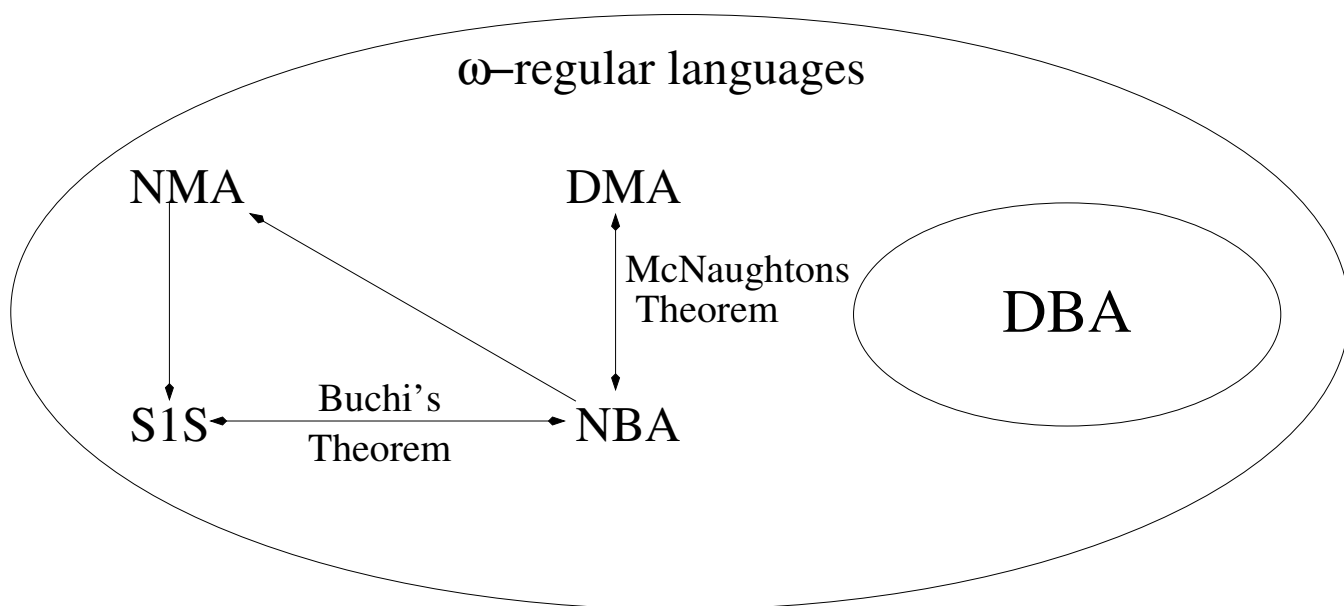 ω–regular languages
NMA
DMA
McNaughtons
Theorem
DBA
Buchi's
Theorem
S1S
NBA